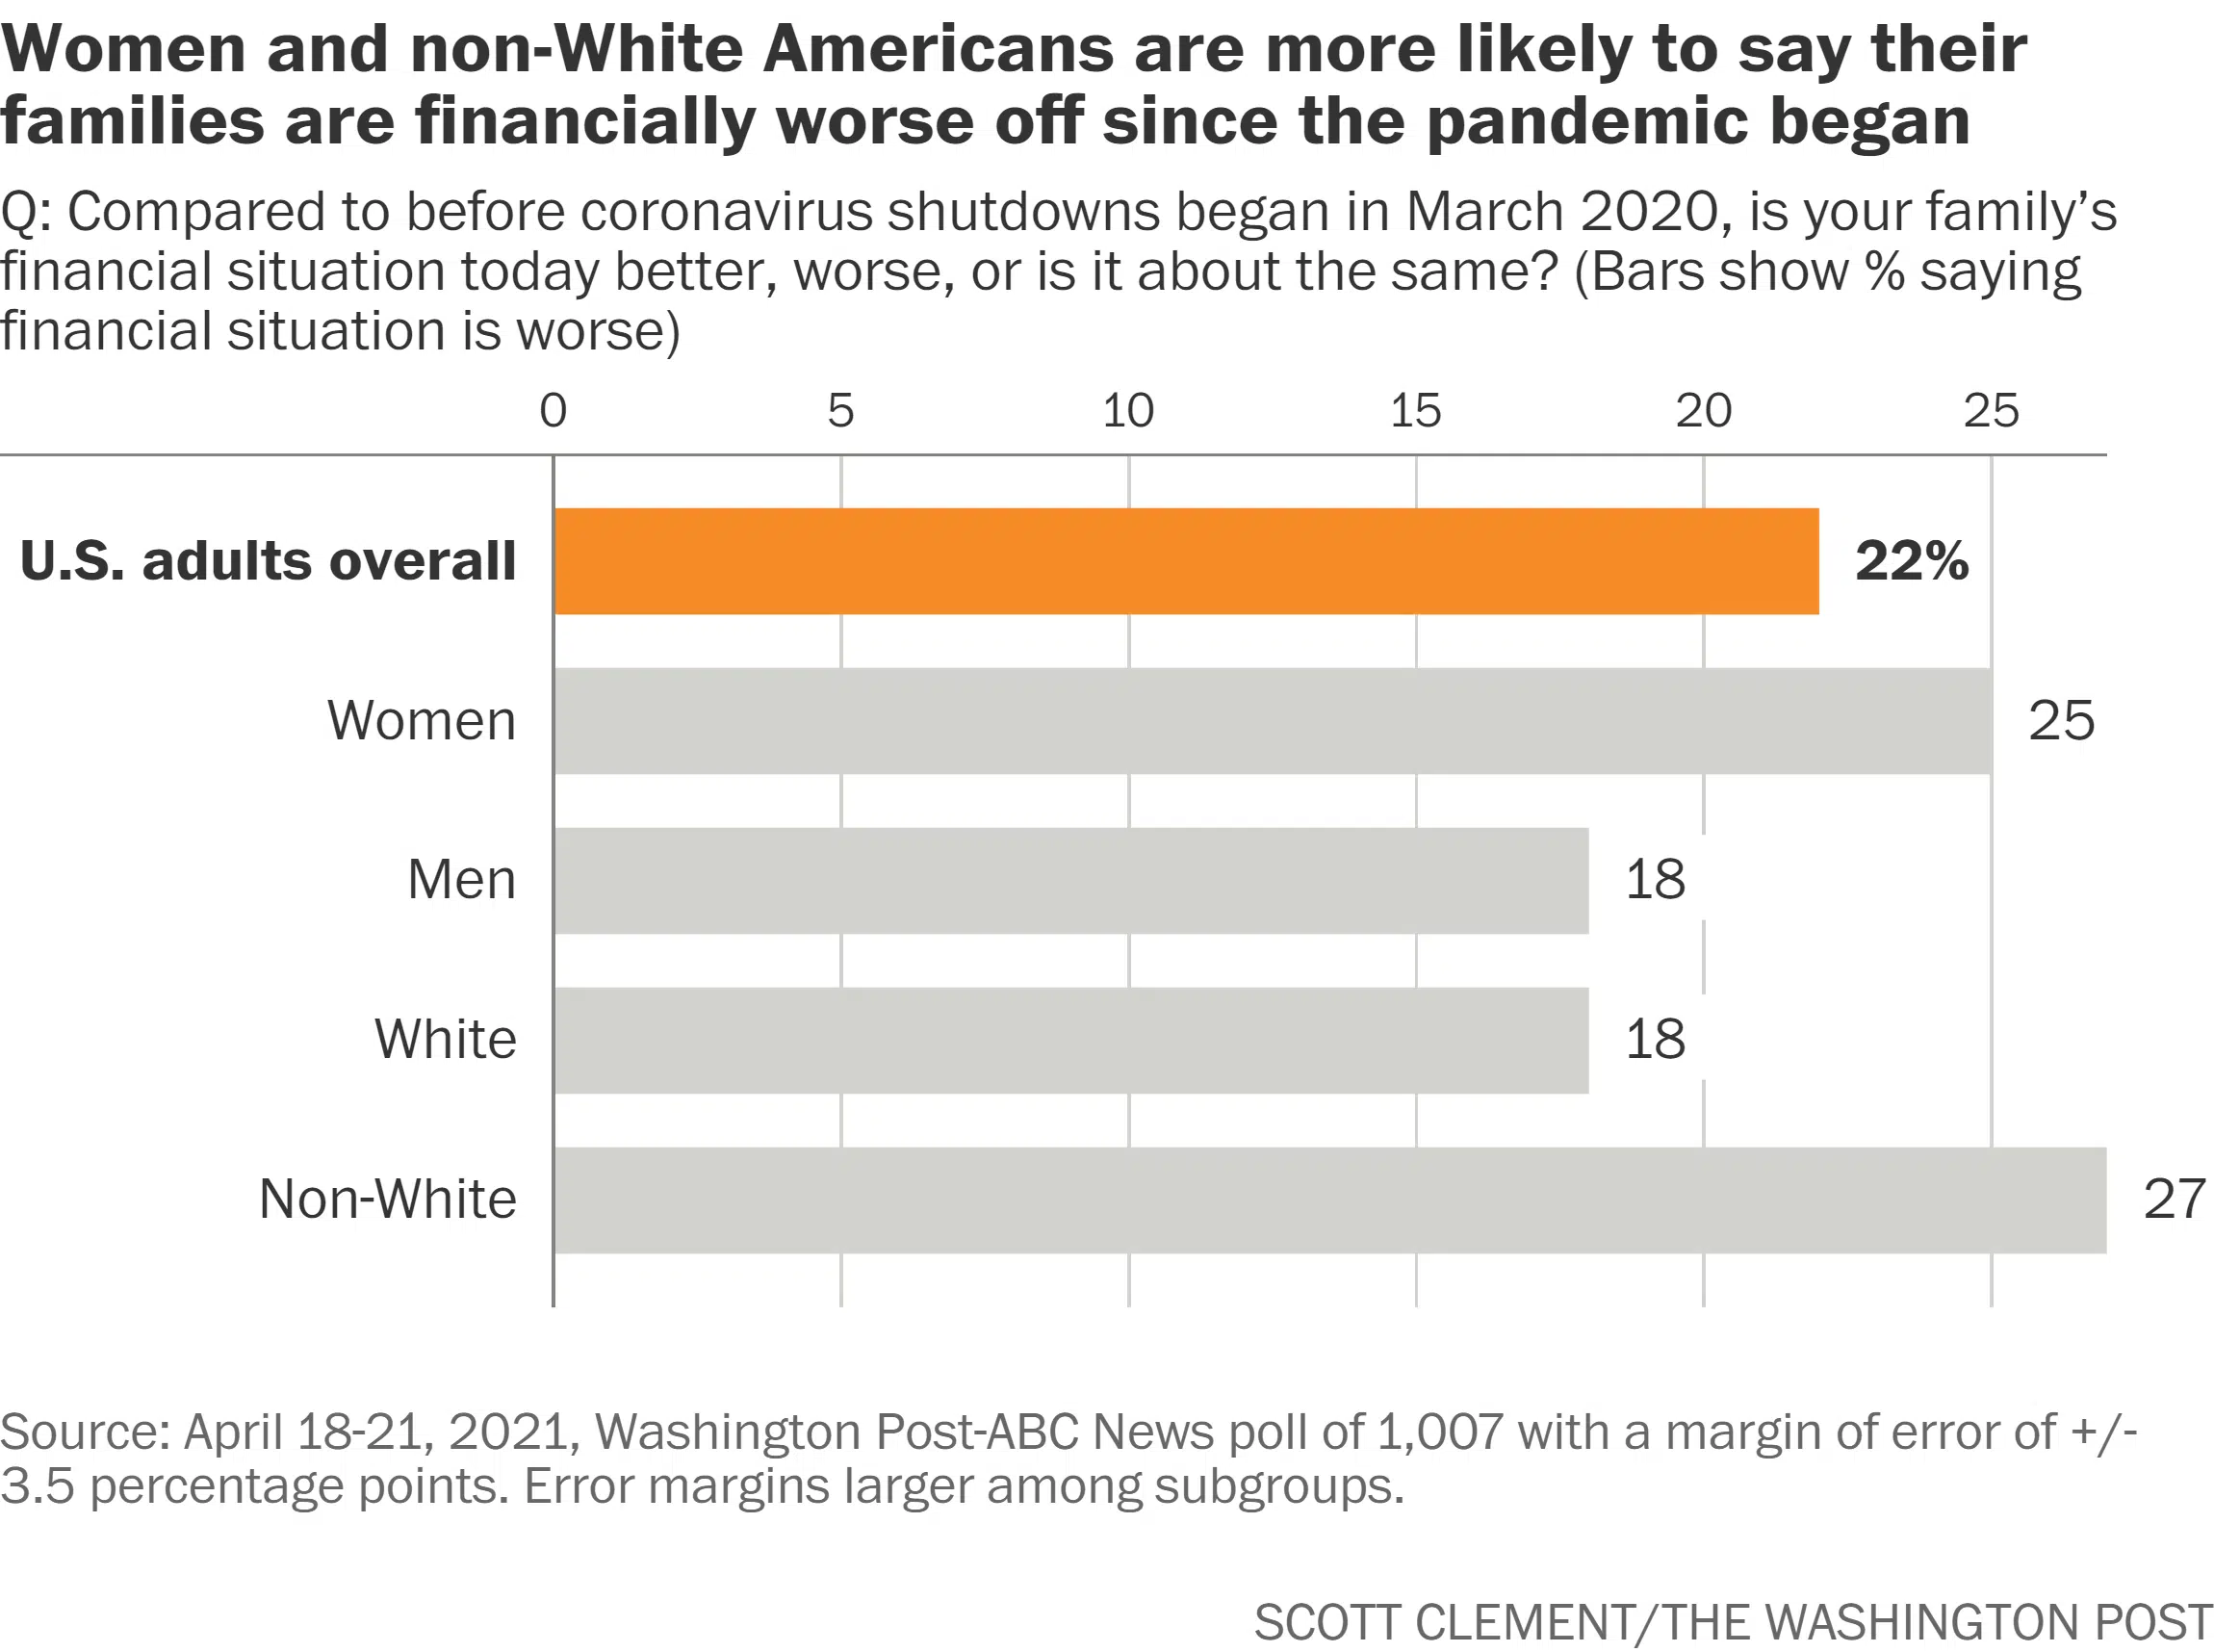 Women and non-White Americans are more likely to say their
families are financially worse off since the pandemic began
Q: Compared to before coronavirus shutdowns began in March 2020, is your family’s
financial situation today better, worse, or is it about the same? (Bars show % saying
financial situation is worse)
0 5 10 15 20 25
U.S. adults overall 22%
Women 25
Men 18
White 18
Non-White 27
Source: April 18-21, 2021, Washington Post-ABC News poll of 1,007 with a margin of error of +/-
3.5 percentage points. Error margins larger among subgroups.
SCOTT CLEMENT/THE WASHINGTON POST